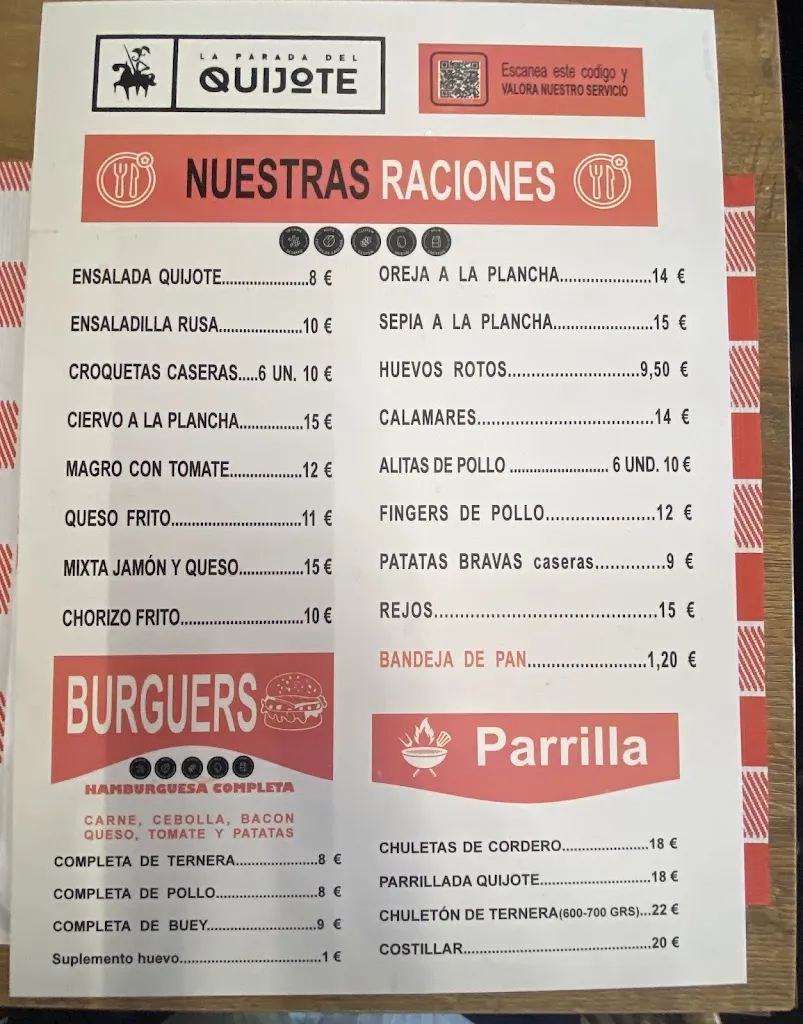 LA PARADA DEL
QUIJOTE
Escanea este codigo y
VALORA NUESTRO SERVICIO
NUESTRAS RACIONES
ENSALADA QUIJOTE......................8 €
ENSALADILLA RUSA.....................10 €
CROQUETAS CASERAS.....6 UN. 10 €
CIERVO A LA PLANCHA................15 €
MAGRO CON TOMATE..................12 €
QUESO FRITO.................................11 €
MIXTA JAMÓN Y QUESO................15 €
CHORIZO FRITO...............................10 €
OREJA A LA PLANCHA......................14 €
SEPIA A LA PLANCHA........................15 €
HUEVOS ROTOS............................9,50 €
CALAMARES......................................14 €
ALITAS DE POLLO ......................... 6 UND. 10 €
FINGERS DE POLLO.......................12 €
PATATAS BRAVAS caseras...............9 €
REJOS................................................15 €
BANDEJA DE PAN.........................1,20 €
BURGUERS
HAMBURGUESA COMPLETA
CARNE, CEBOLLA, BACON
QUESO, TOMATE Y PATATAS
COMPLETA DE TERNERA....................8 €
COMPLETA DE POLLO.........................8 €
COMPLETA DE BUEY...........................9 €
Suplemento huevo..................................1 €
Parrilla
CHULETAS DE CORDERO.....................18 €
PARRILLADA QUIJOTE...........................18 €
CHULETÓN DE TERNERA(600-700 GRS)...22 €
COSTILLAR..............................................20 €